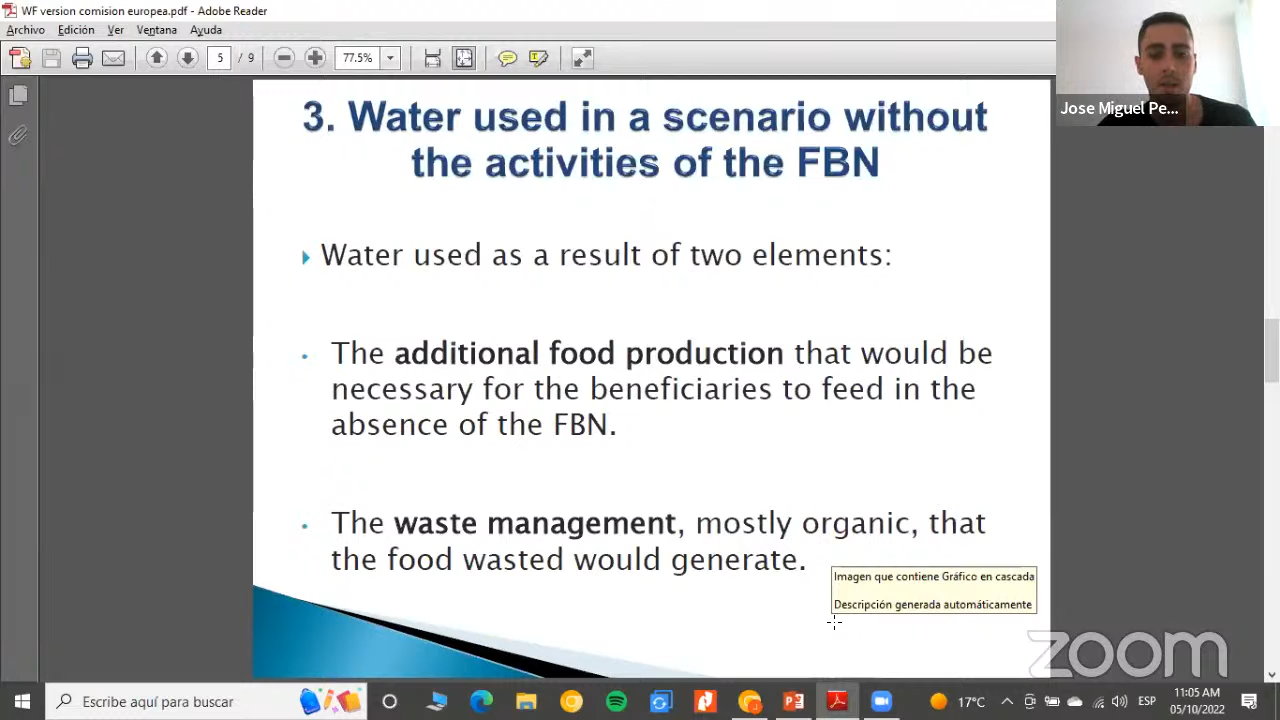 WF version comision europea.pdf - Adobe Reader
Archivo Edición Ver Ventana Ayuda
5 / 9 77.5%
Jose Miguel Pe...
3. Water used in a scenario without
the activities of the FBN
Water used as a result of two elements:
• The additional food production that would be
necessary for the beneficiaries to feed in the
absence of the FBN.
• The waste management, mostly organic, that
the food wasted would generate.
Imagen que contiene Gráfico en cascada
Descripción generada automáticamente
zoom
Escribe aquí para buscar
17°C
ESP
11:05 AM
05/10/2022